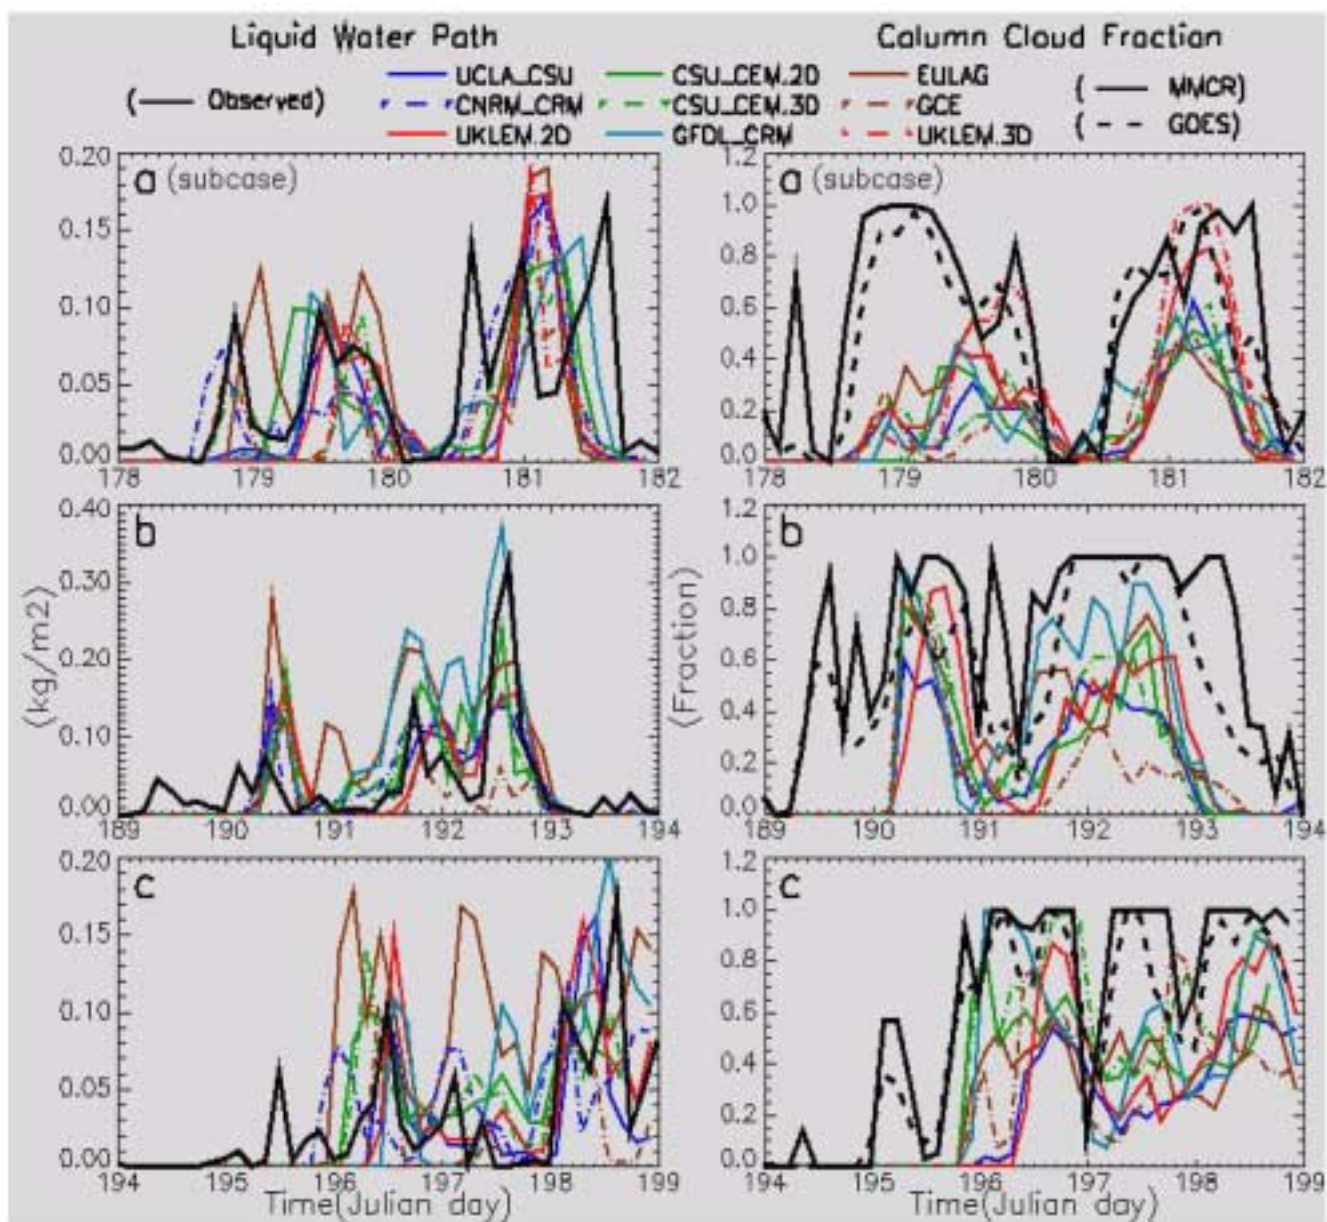 Liquid Water Path
Calumn Cloud Fraction
(— Observed)
UCLA_CSU
CNRM_CRM
UKLEM.2D
CSU_CEM.2D
CSU_CEM.3D
GFDL_CRM
EULAG
GCE
UKLEM.3D
(— MMCR)
(- - GOES)
a (subcase)
0.20
0.15
0.10
0.05
0.00
178 179 180 181 182
a (subcase)
1.2
1.0
0.8
0.6
0.4
0.2
0.0
178 179 180 181 182
b
(kg/m2)
0.40
0.30
0.20
0.10
0.00
189 190 191 192 193 194
b
(Fraction)
1.2
1.0
0.8
0.6
0.4
0.2
0.0
189 190 191 192 193 194
c
0.20
0.15
0.10
0.05
0.00
194 195 196 197 198 199
Time(Julian day)
c
1.2
1.0
0.8
0.6
0.4
0.2
0.0
194 195 196 197 198 199
Time(Julian day)